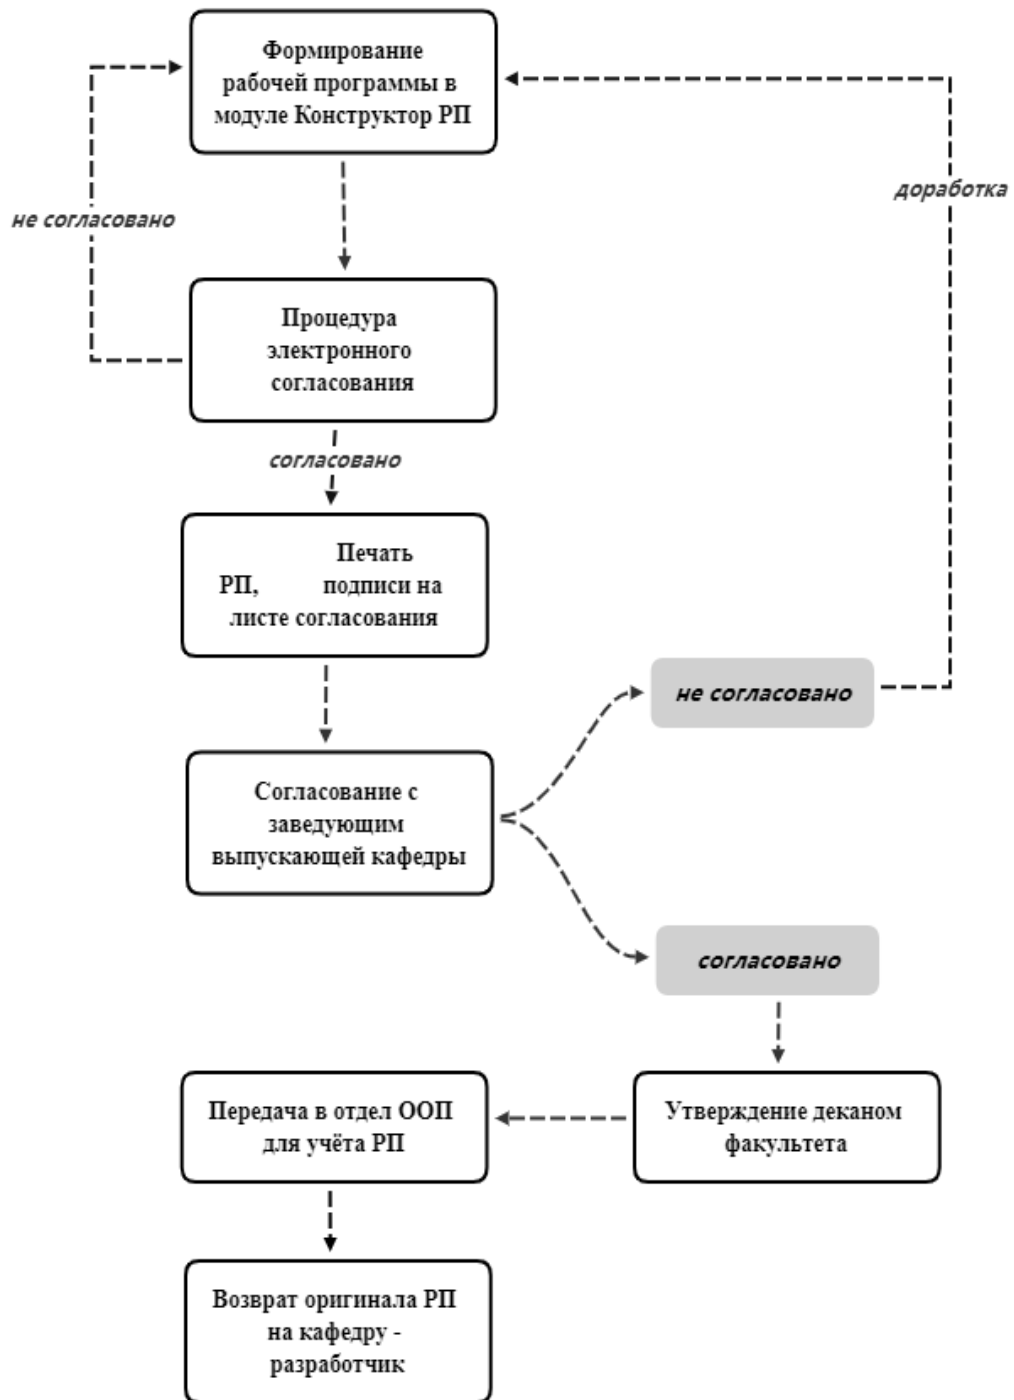 Формирование
рабочей программы в
модуле Конструктор РП
доработка
не согласовано
Процедура
электронного
согласования
согласовано
Печать
РП, подписи на
листе согласования
не согласовано
Согласование с
заведующим
выпускающей кафедры
согласовано
Передача в отдел ООП
для учёта РП
Утверждение деканом
факультета
Возврат оригинала РП
на кафедру -
разработчик